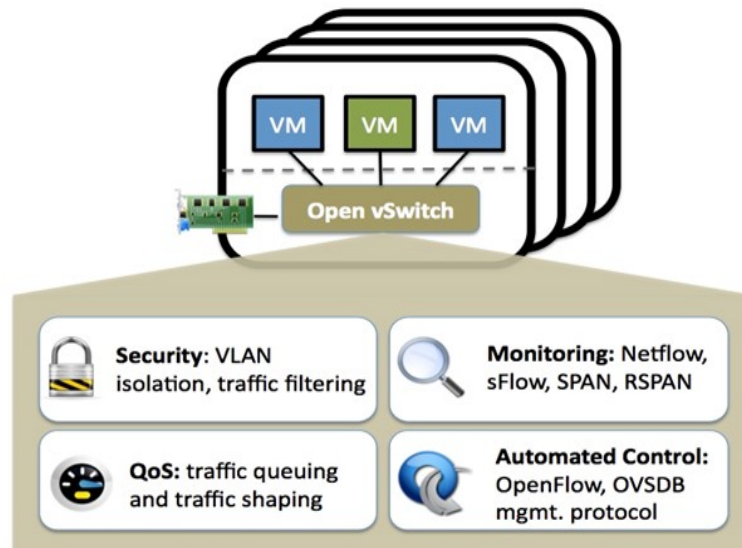 VM VM VM
Open vSwitch
Security: VLAN
isolation, traffic filtering
Monitoring: Netflow,
sFlow, SPAN, RSPAN
QoS: traffic queuing
and traffic shaping
Automated Control:
OpenFlow, OVSDB
mgmt. protocol